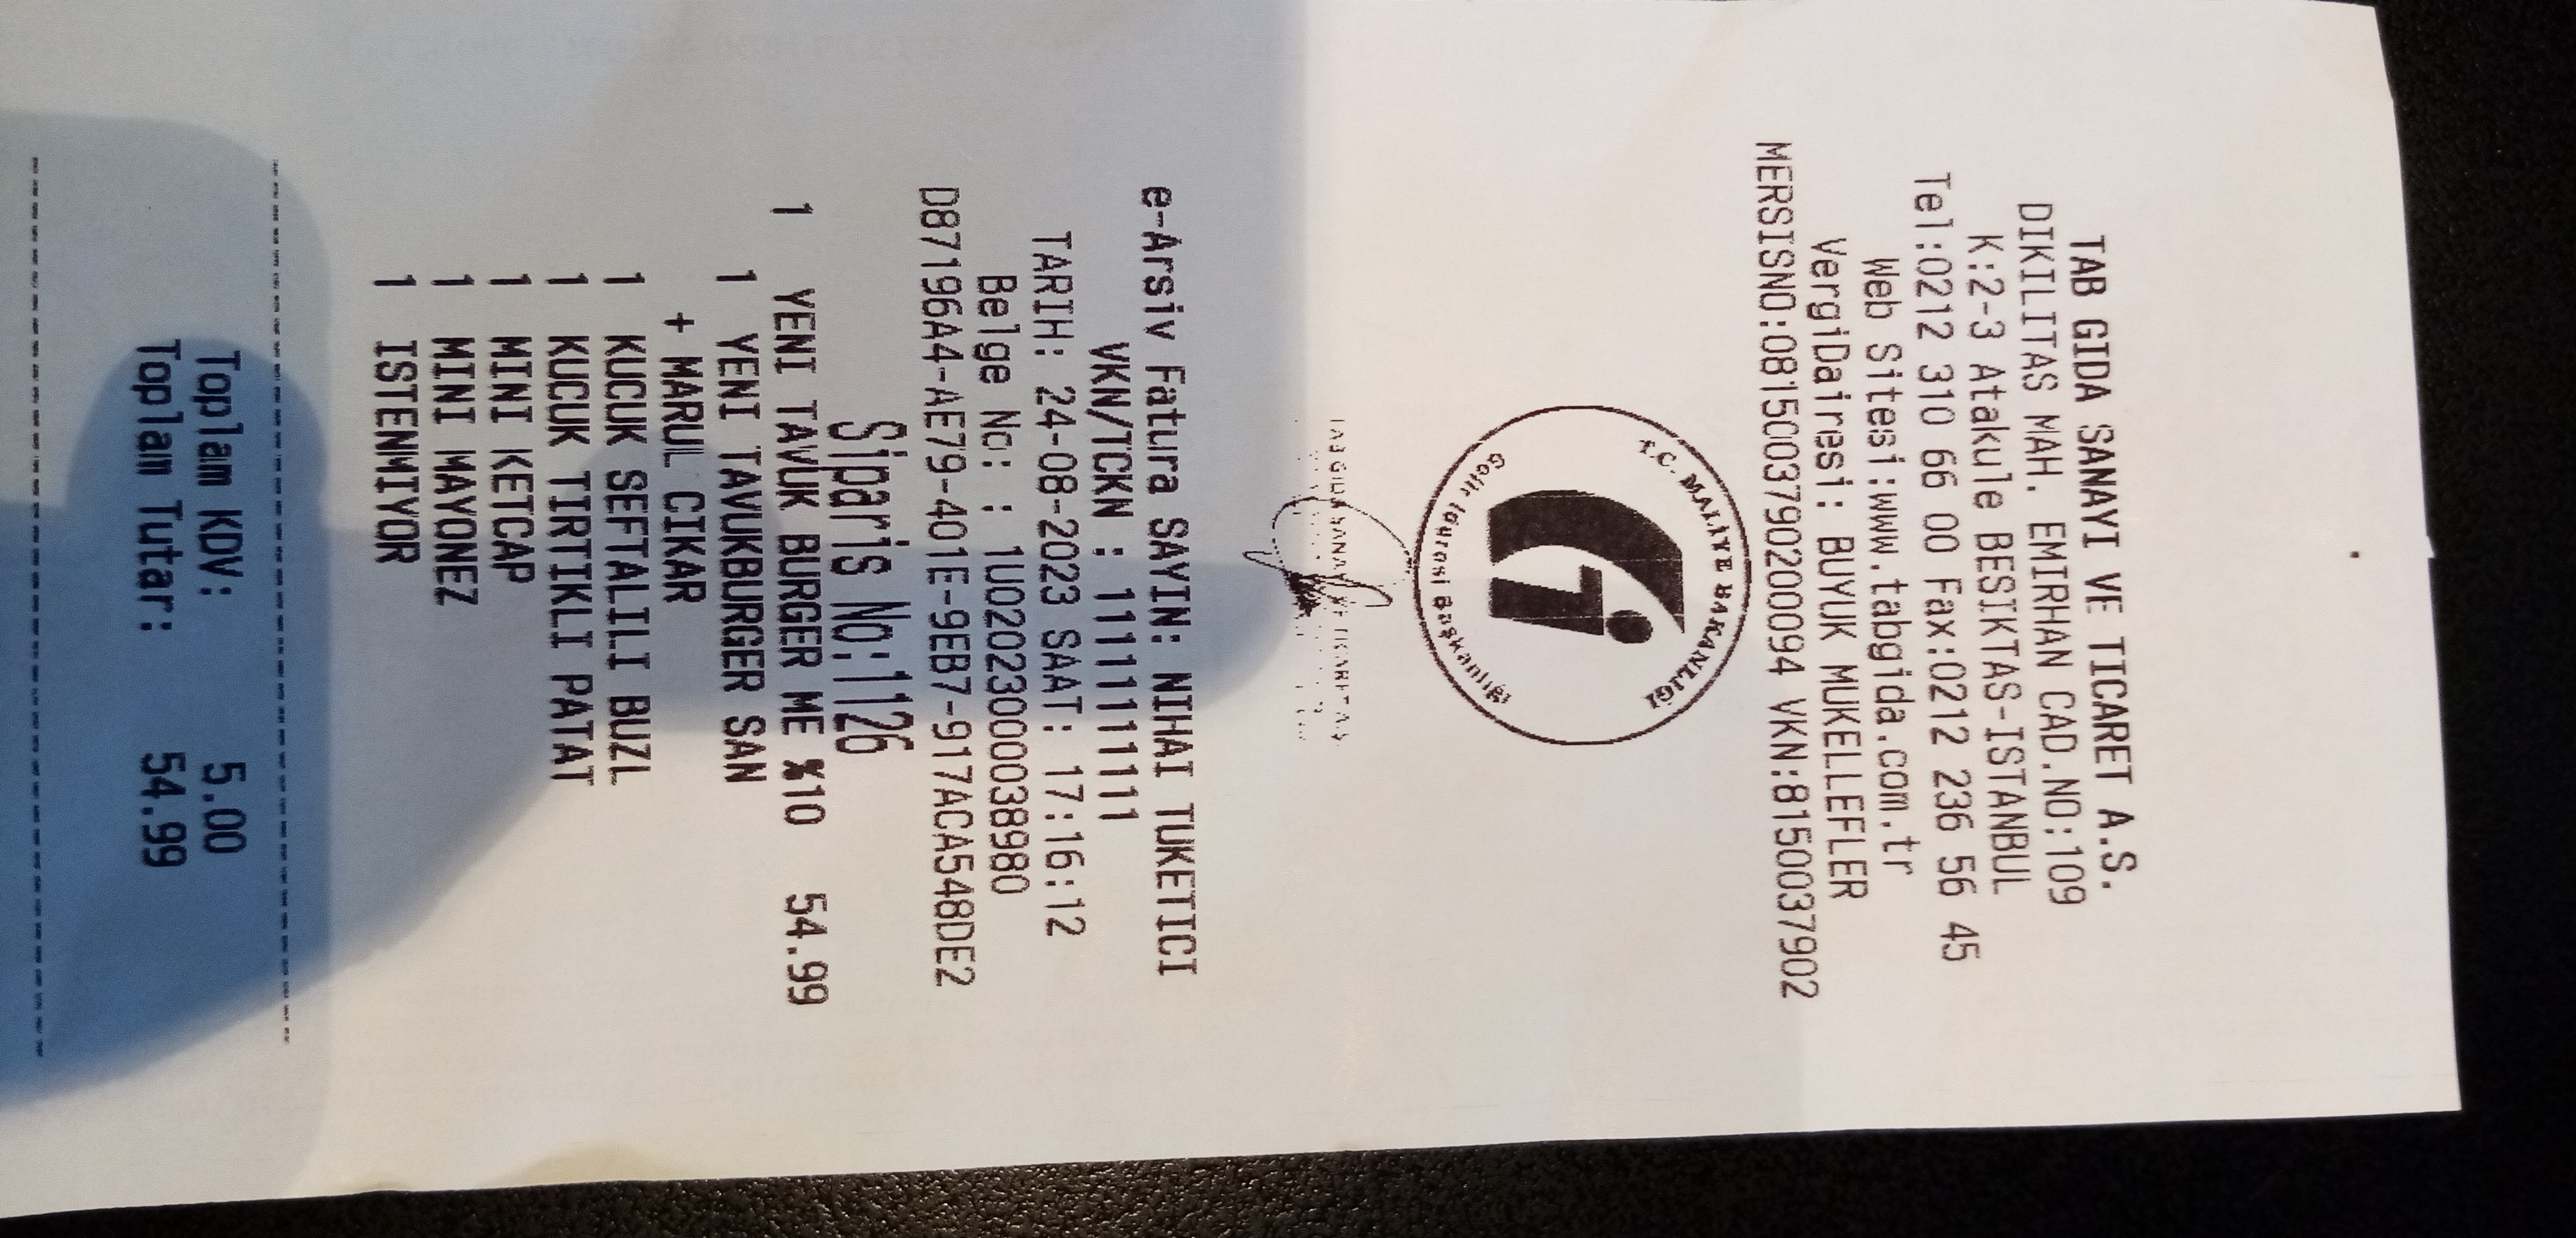 TAB GIDA SANAYI VE TICARET A.S.
DIKILITAS MAH. EMIRHAN CAD.NO:109
K:2-3 Atakule BESIKTAS-ISTANBUL
Tel:0212 310 66 00 Fax:0212 236 56 45
Web Sitesi:www.tabgida.com.tr
VergiDairesi: BUYUK MUKELLEFLER
MERSISNO:0815003790200094 VKN:8150037902
T.C. MALİYE BAKANLIĞI
Gelir İdaresi Başkanlığı
TAB GIDA SANAYI VE TICARET A.S.
e-Arsiv Fatura SAYIN: NIHAI TUKETICI
VKN/TCKN : 11111111111
TARIH: 24-08-2023 SAAT: 17:16:12
Belge No: : 1U02023000038980
D87196A4-AE79-401E-9EB7-917ACA548DE2
Siparis No:1126
1 YENI TAVUK BURGER ME %10 54.99
1 YENI TAVUKBURGER SAN
+ MARUL CIKAR
1 KUCUK SEFTALILI BUZL
1 KUCUK TIRTIKLI PATAT
1 MINI KETCAP
1 MINI MAYONEZ
1 ISTENMIYOR
Toplam KDV: 5.00
Toplam Tutar: 54.99